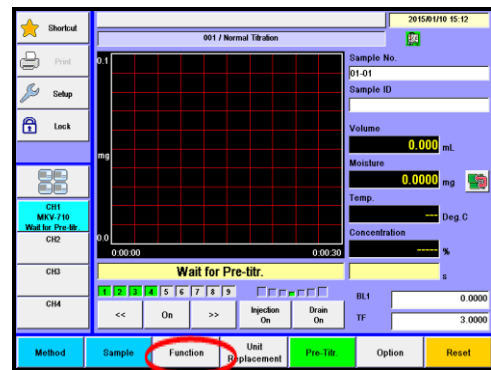 2015/01/10 15:12
Shortcut
001 / Normal Titration
Print
Setup
Lock
0.1
mg
0.0
0:00:00
0:00:30
Sample No.
01-01
Sample ID
Volume
0.000 mL
Moisture
0.0000 mg
Temp.
--- Deg.C
Concentration
----- %
s
CH1
MKV-710
Wait for Pre-titr.
CH2
CH3
CH4
Wait for Pre-titr.
1 2 3 4 5 6 7 8 9
<<
On
>>
Injection
On
Drain
On
BL1
0.0000
TF
3.0000
Method
Sample
Function
Unit
Replacement
Pre-Titr.
Option
Reset